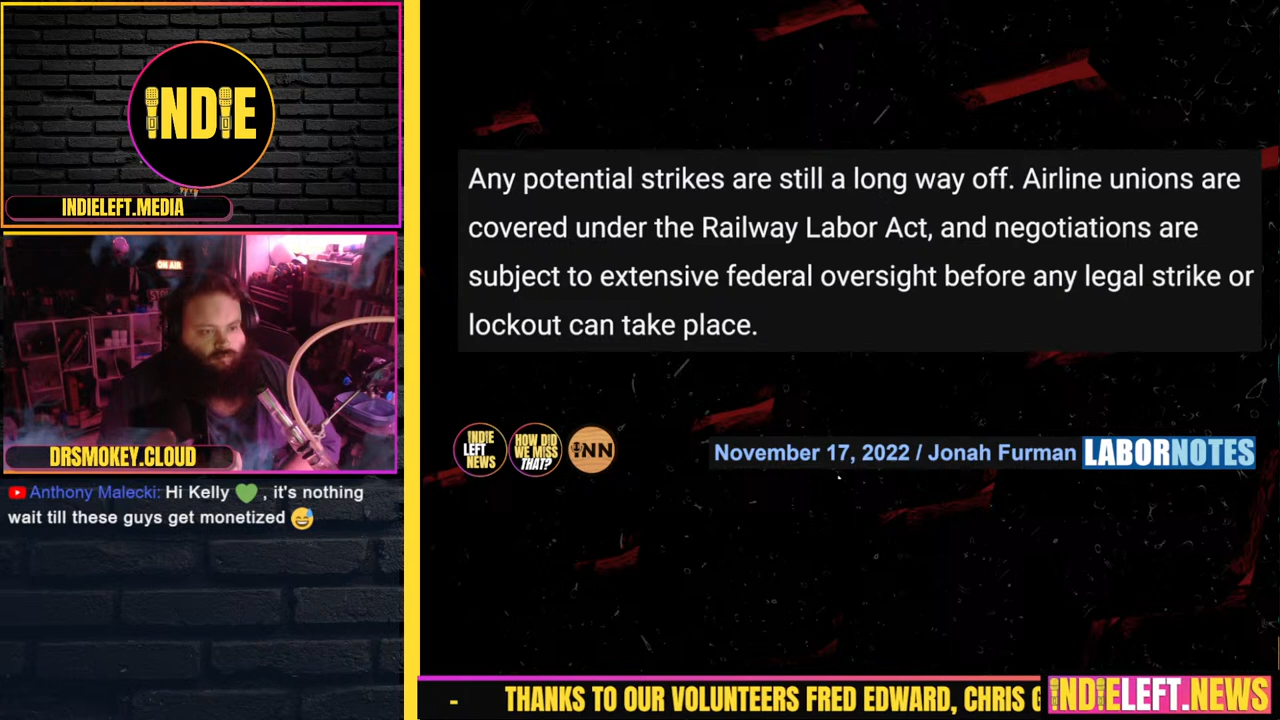 INDIE
INDIELEFT.MEDIA
ON AIR
DRSMOKEY.CLOUD
Anthony Malecki: Hi Kelly 💚 , it's nothing
wait till these guys get monetized 😅
Any potential strikes are still a long way off. Airline unions are
covered under the Railway Labor Act, and negotiations are
subject to extensive federal oversight before any legal strike or
lockout can take place.
INDIE
LEFT
NEWS
HOW DID
WE MISS
THAT?
INN
November 17, 2022 / Jonah Furman LABORNOTES
- THANKS TO OUR VOLUNTEERS FRED EDWARD, CHRIS
INDIELEFT.NEWS